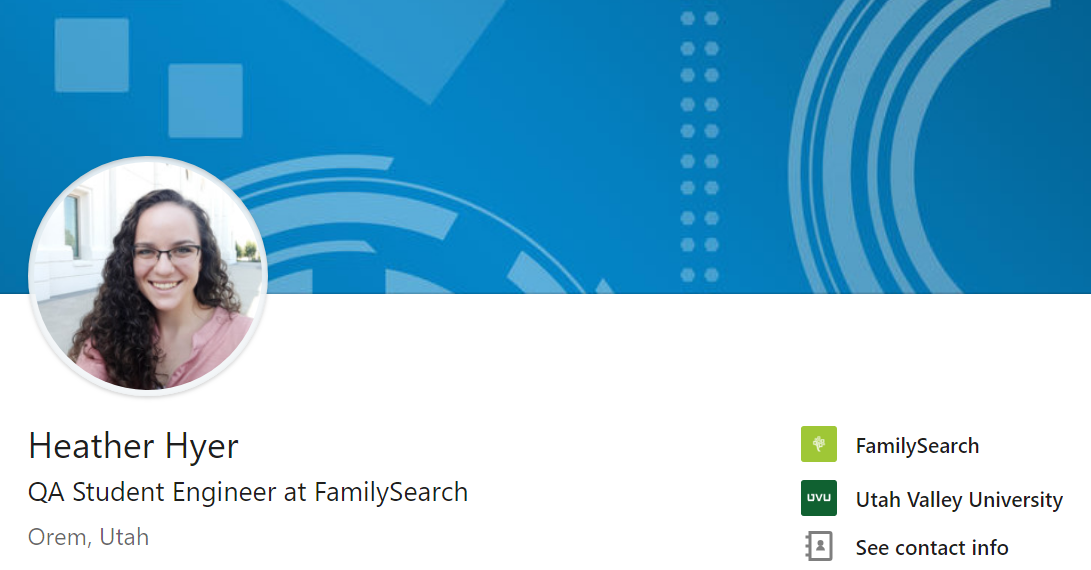 Heather Hyer
QA Student Engineer at FamilySearch
Orem, Utah
FamilySearch
UVU
Utah Valley University
See contact info